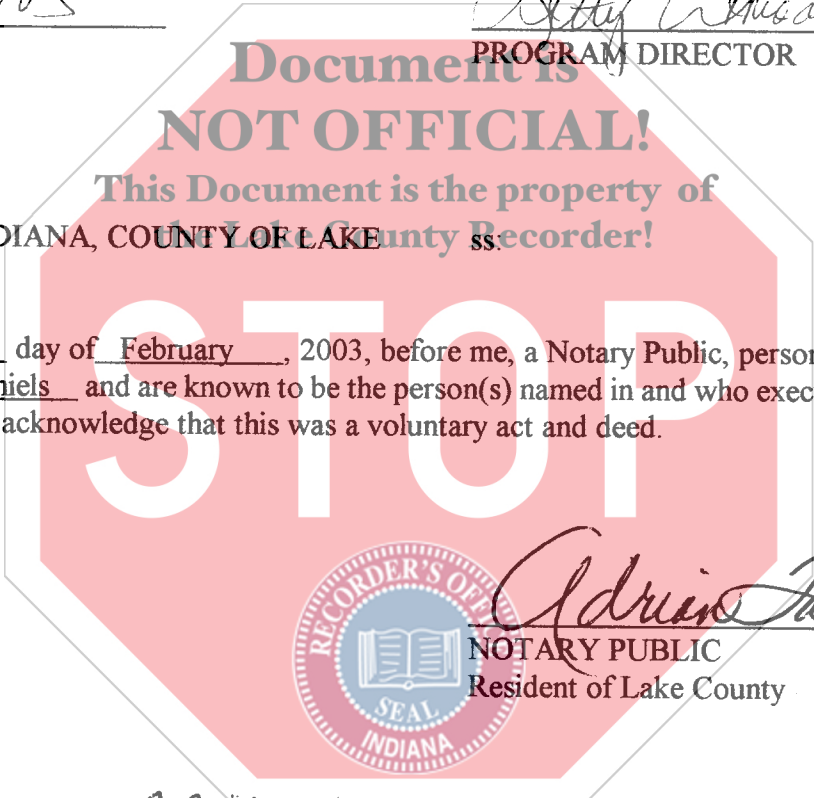 Document is
PROGRAM DIRECTOR
NOT OFFICIAL!
This Document is the property of
the Lake County Recorder!
DIANA, COUNTY OF LAKE ss:
STOP
day of February, 2003, before me, a Notary Public, person
niels and are known to be the person(s) named in and who exec
acknowledge that this was a voluntary act and deed.
RECORDER'S OFFICE
SEAL
INDIANA
Adrian
NOTARY PUBLIC
Resident of Lake County